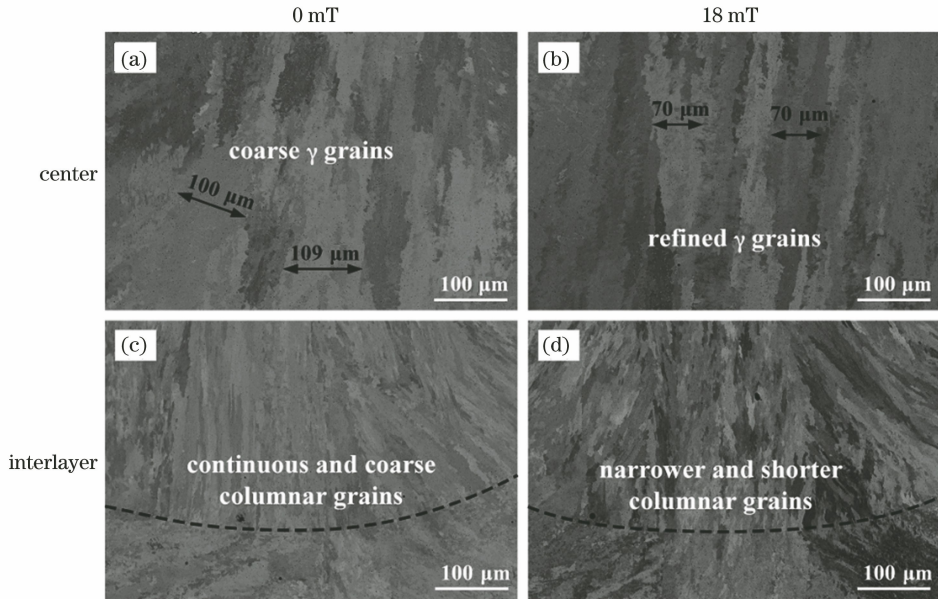 0 mT
18 mT
center
(a)
coarse γ grains
100 μm
109 μm
100 μm
(b)
70 μm
70 μm
refined γ grains
100 μm
interlayer
(c)
continuous and coarse
columnar grains
100 μm
(d)
narrower and shorter
columnar grains
100 μm